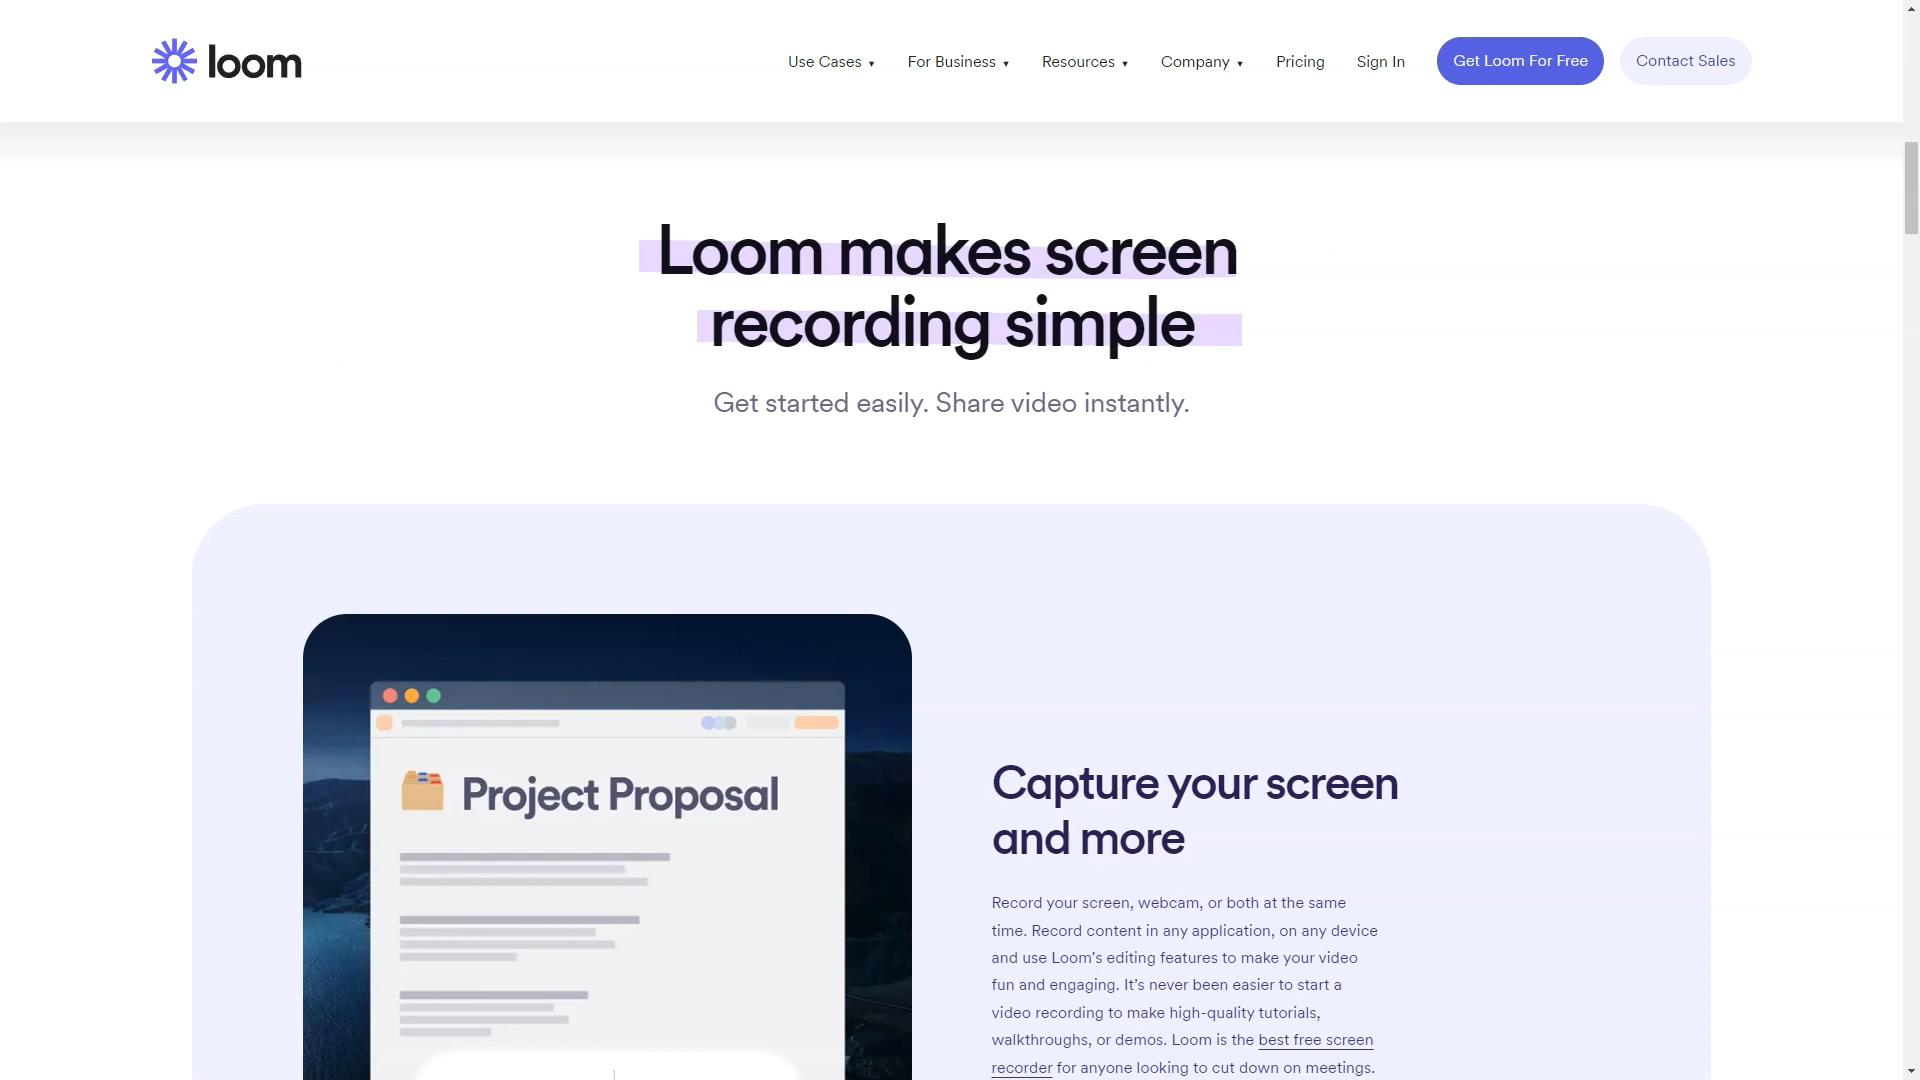 loom
Use Cases ▾
For Business ▾
Resources ▾
Company ▾
Pricing
Sign In
Get Loom For Free
Contact Sales
Loom makes screen
recording simple
Get started easily. Share video instantly.
Project Proposal
Capture your screen
and more
Record your screen, webcam, or both at the same
time. Record content in any application, on any device
and use Loom’s editing features to make your video
fun and engaging. It’s never been easier to start a
video recording to make high-quality tutorials,
walkthroughs, or demos. Loom is the best free screen
recorder for anyone looking to cut down on meetings.